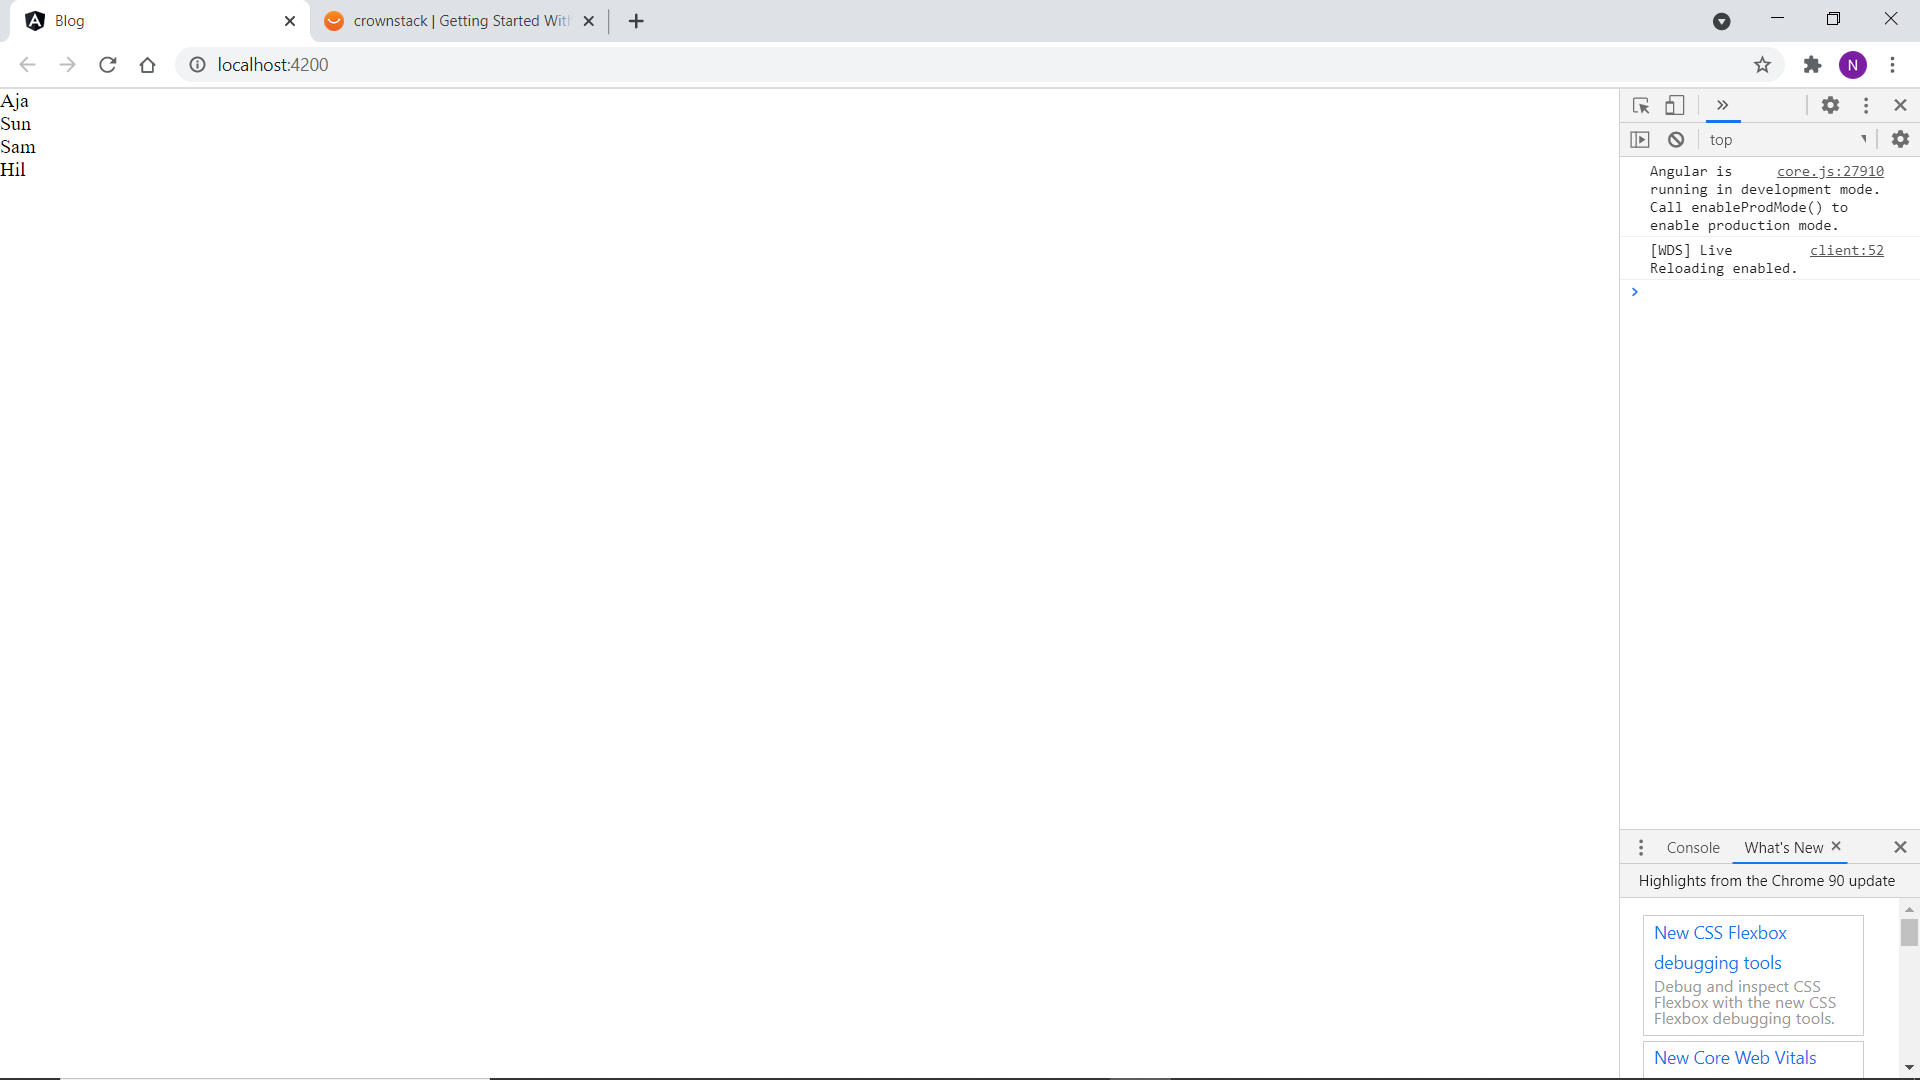 Blog
crownstack | Getting Started Wit
localhost:4200
N
Aja
Sun
Sam
Hil
top
Angular is core.js:27910
running in development mode.
Call enableProdMode() to
enable production mode.
[WDS] Live client:52
Reloading enabled.
Console What's New
Highlights from the Chrome 90 update
New CSS Flexbox
debugging tools
Debug and inspect CSS
Flexbox with the new CSS
Flexbox debugging tools.
New Core Web Vitals